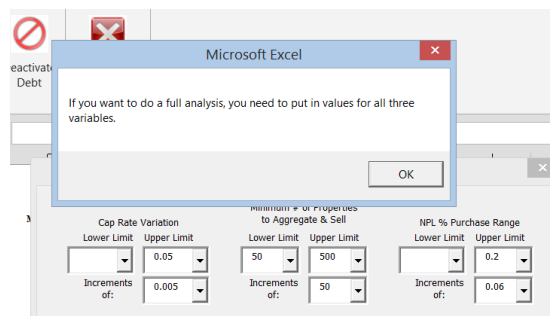 Microsoft Excel
Debt
If you want to do a full analysis, you need to put in values for all three
variables.
OK
Minimum # of Properties
to Aggregate & Sell
Cap Rate Variation
NPL % Purchase Range
Lower Limit Upper Limit
Lower Limit Upper Limit
Lower Limit Upper Limit
0.05
50
500
0.2
Increments
of:
0.005
Increments
of:
50
Increments
of:
0.06